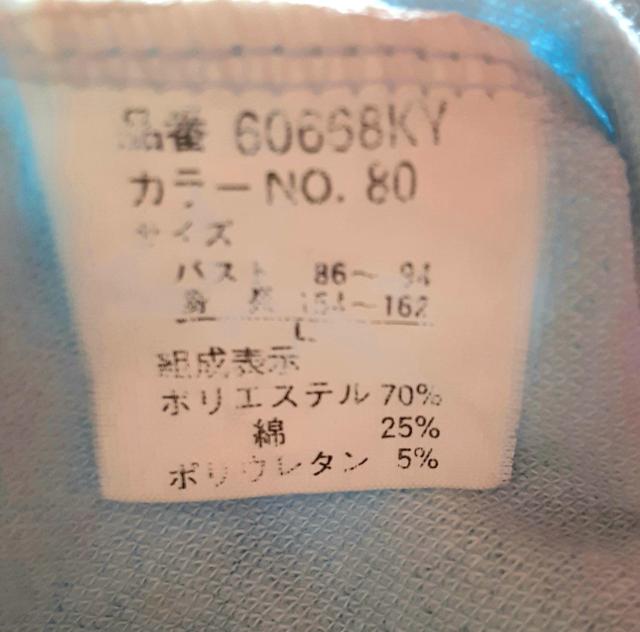 品番 60668KY
カラーNO. 80
サイズ
バスト 86～ 94
身 長 154～162
L
組成表示
ポリエステル 70%
綿 25%
ポリウレタン 5%